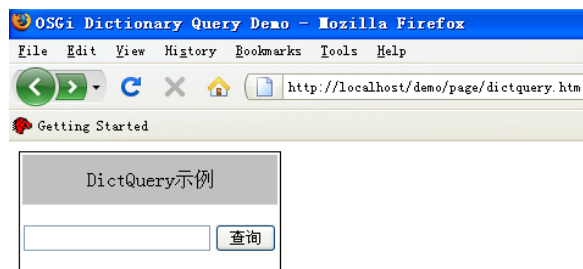 OSGi Dictionary Query Demo - Mozilla Firefox
File Edit View History Bookmarks Tools Help
http://localhost/demo/page/dictquery.htm
Getting Started
DictQuery示例
查询